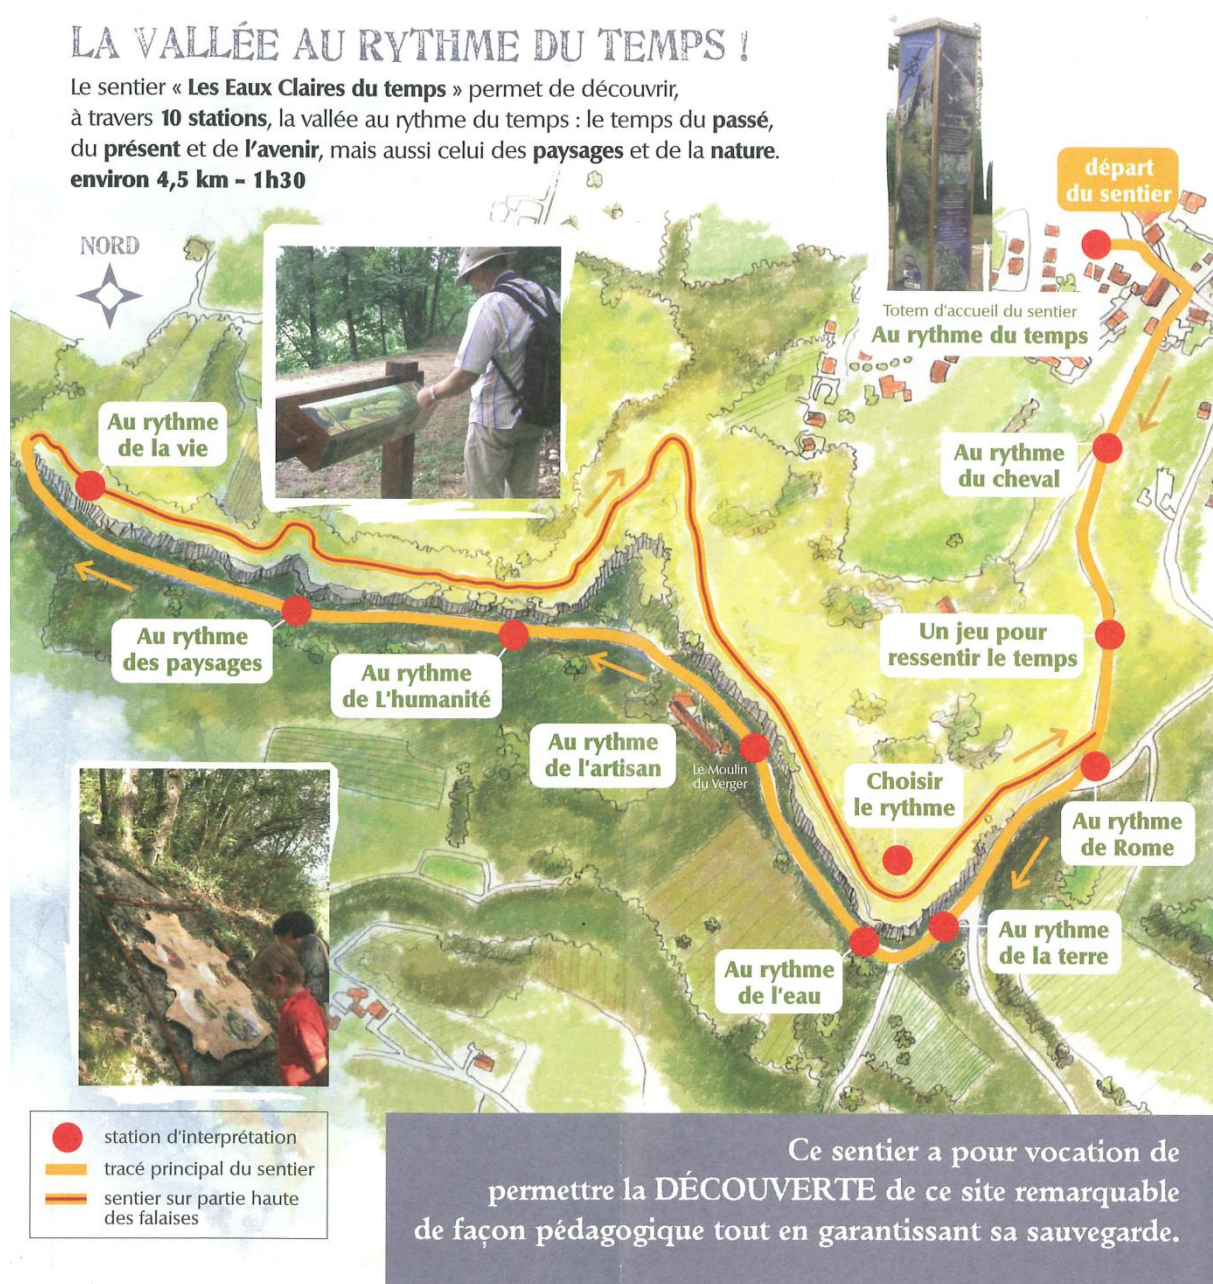 LA VALLÉE AU RYTHME DU TEMPS !
Le sentier « Les Eaux Claires du temps » permet de découvrir,
à travers 10 stations, la vallée au rythme du temps : le temps du passé,
du présent et de l'avenir, mais aussi celui des paysages et de la nature.
environ 4,5 km - 1h30
NORD
départ
du sentier
Totem d'accueil du sentier
Au rythme du temps
Au rythme
de la vie
Au rythme
du cheval
Au rythme
des paysages
Au rythme
de L'humanité
Un jeu pour
ressentir le temps
Au rythme
de l'artisan
Le Moulin
du Verger
Choisir
le rythme
Au rythme
de Rome
Au rythme
de la terre
Au rythme
de l'eau
station d'interprétation
tracé principal du sentier
sentier sur partie haute
des falaises
Ce sentier a pour vocation de
permettre la DÉCOUVERTE de ce site remarquable
de façon pédagogique tout en garantissant sa sauvegarde.